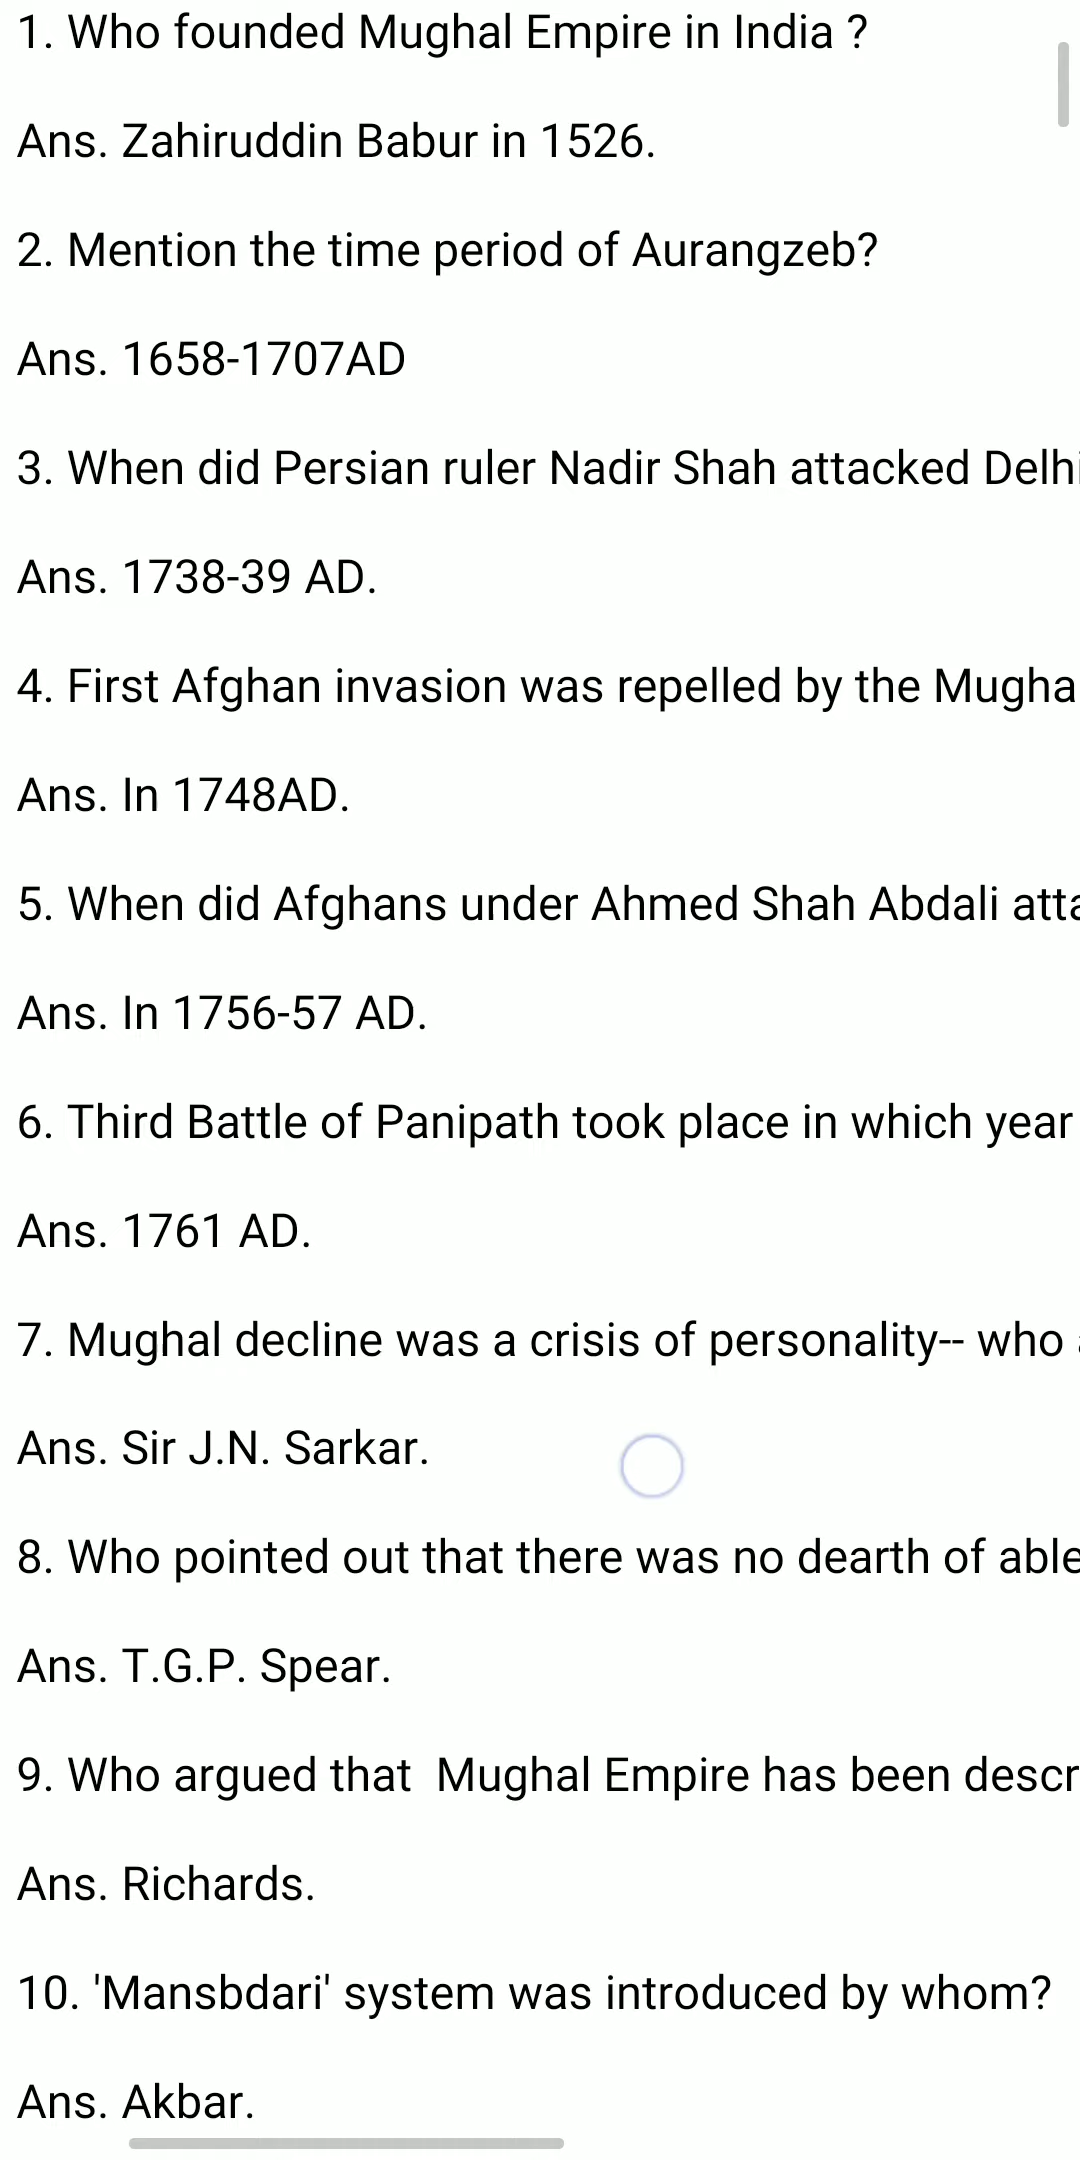 1. Who founded Mughal Empire in India ?
Ans. Zahiruddin Babur in 1526.
2. Mention the time period of Aurangzeb?
Ans. 1658-1707AD
3. When did Persian ruler Nadir Shah attacked Delhi
Ans. 1738-39 AD.
4. First Afghan invasion was repelled by the Mugha
Ans. In 1748AD.
5. When did Afghans under Ahmed Shah Abdali atta
Ans. In 1756-57 AD.
6. Third Battle of Panipath took place in which year
Ans. 1761 AD.
7. Mughal decline was a crisis of personality-- who
Ans. Sir J.N. Sarkar.
8. Who pointed out that there was no dearth of able
Ans. T.G.P. Spear.
9. Who argued that  Mughal Empire has been descr
Ans. Richards.
10. 'Mansbdari' system was introduced by whom?
Ans. Akbar.